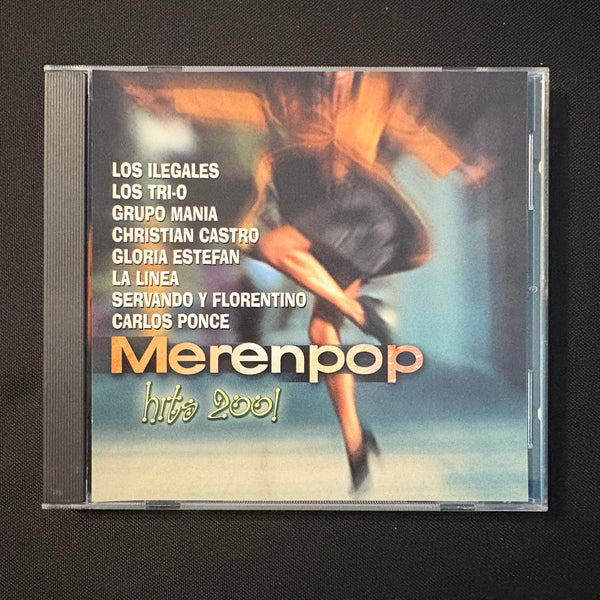 LOS ILEGALES
LOS TRI-O
GRUPO MANIA
CHRISTIAN CASTRO
GLORIA ESTEFAN
LA LINEA
SERVANDO Y FLORENTINO
CARLOS PONCE
Merenpop
hits 2001